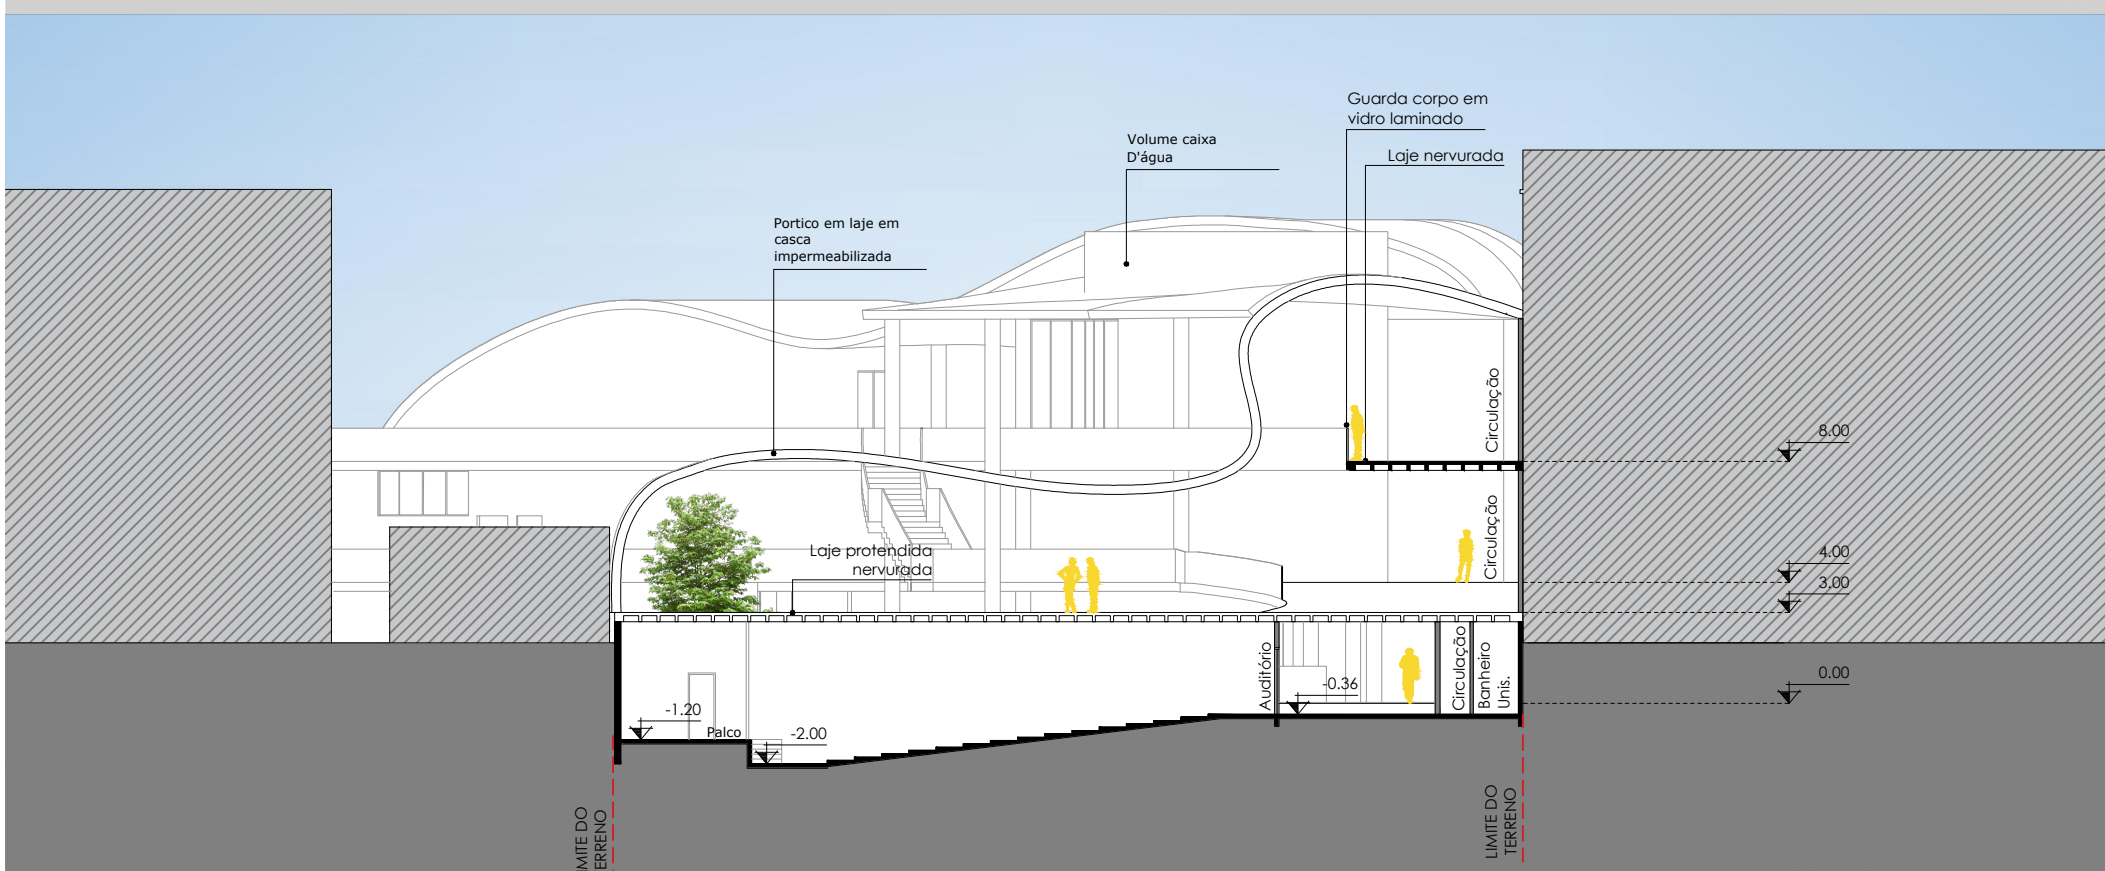 Guarda corpo em
vidro laminado
Volume caixa
D'água
Laje nervurada
Portico em laje em
casca
impermeabilizada
Circulação
8.00
Circulação
Laje protendida
nervurada
4.00
3.00
Auditório
Circulação
Banheiro
Unis.
0.00
-0.36
-1.20
Palco
-2.00
MITE DO
ERRENO
LIMITE DO
TERRENO